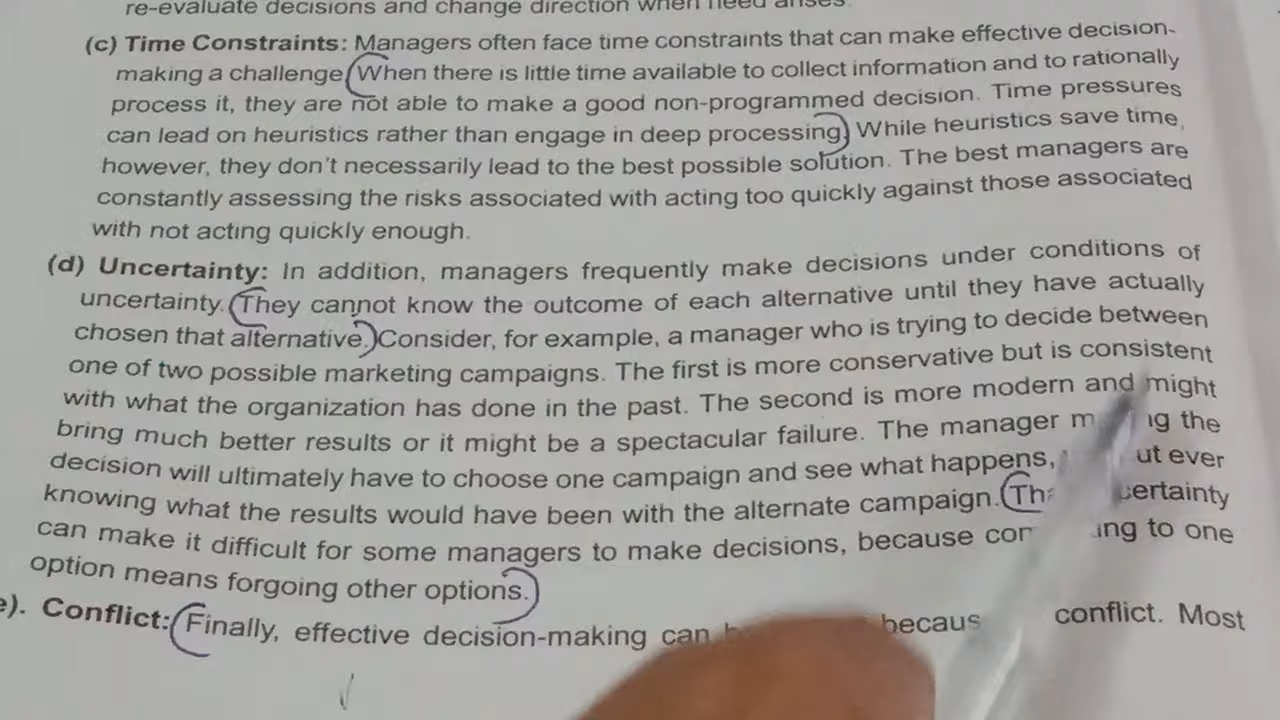 re-evaluate decisions and change direction when need arises.
(c) Time Constraints: Managers often face time constraints that can make effective decision-
making a challenge. When there is little time available to collect information and to rationally
process it, they are not able to make a good non-programmed decision. Time pressures
can lead on heuristics rather than engage in deep processing. While heuristics save time,
however, they don't necessarily lead to the best possible solution. The best managers are
constantly assessing the risks associated with acting too quickly against those associated
with not acting quickly enough.
(d) Uncertainty: In addition, managers frequently make decisions under conditions of
uncertainty. They cannot know the outcome of each alternative until they have actually
chosen that alternative. Consider, for example, a manager who is trying to decide between
one of two possible marketing campaigns. The first is more conservative but is consistent
with what the organization has done in the past. The second is more modern and might
bring much better results or it might be a spectacular failure. The manager the
decision will ultimately have to choose one campaign and see what happens, ever
knowing what the results would have been with the alternate campaign.
can make it difficult for some managers to make decisions, because to one
option means forgoing other options.
e). Conflict: Finally, effective decision-making can conflict. Most